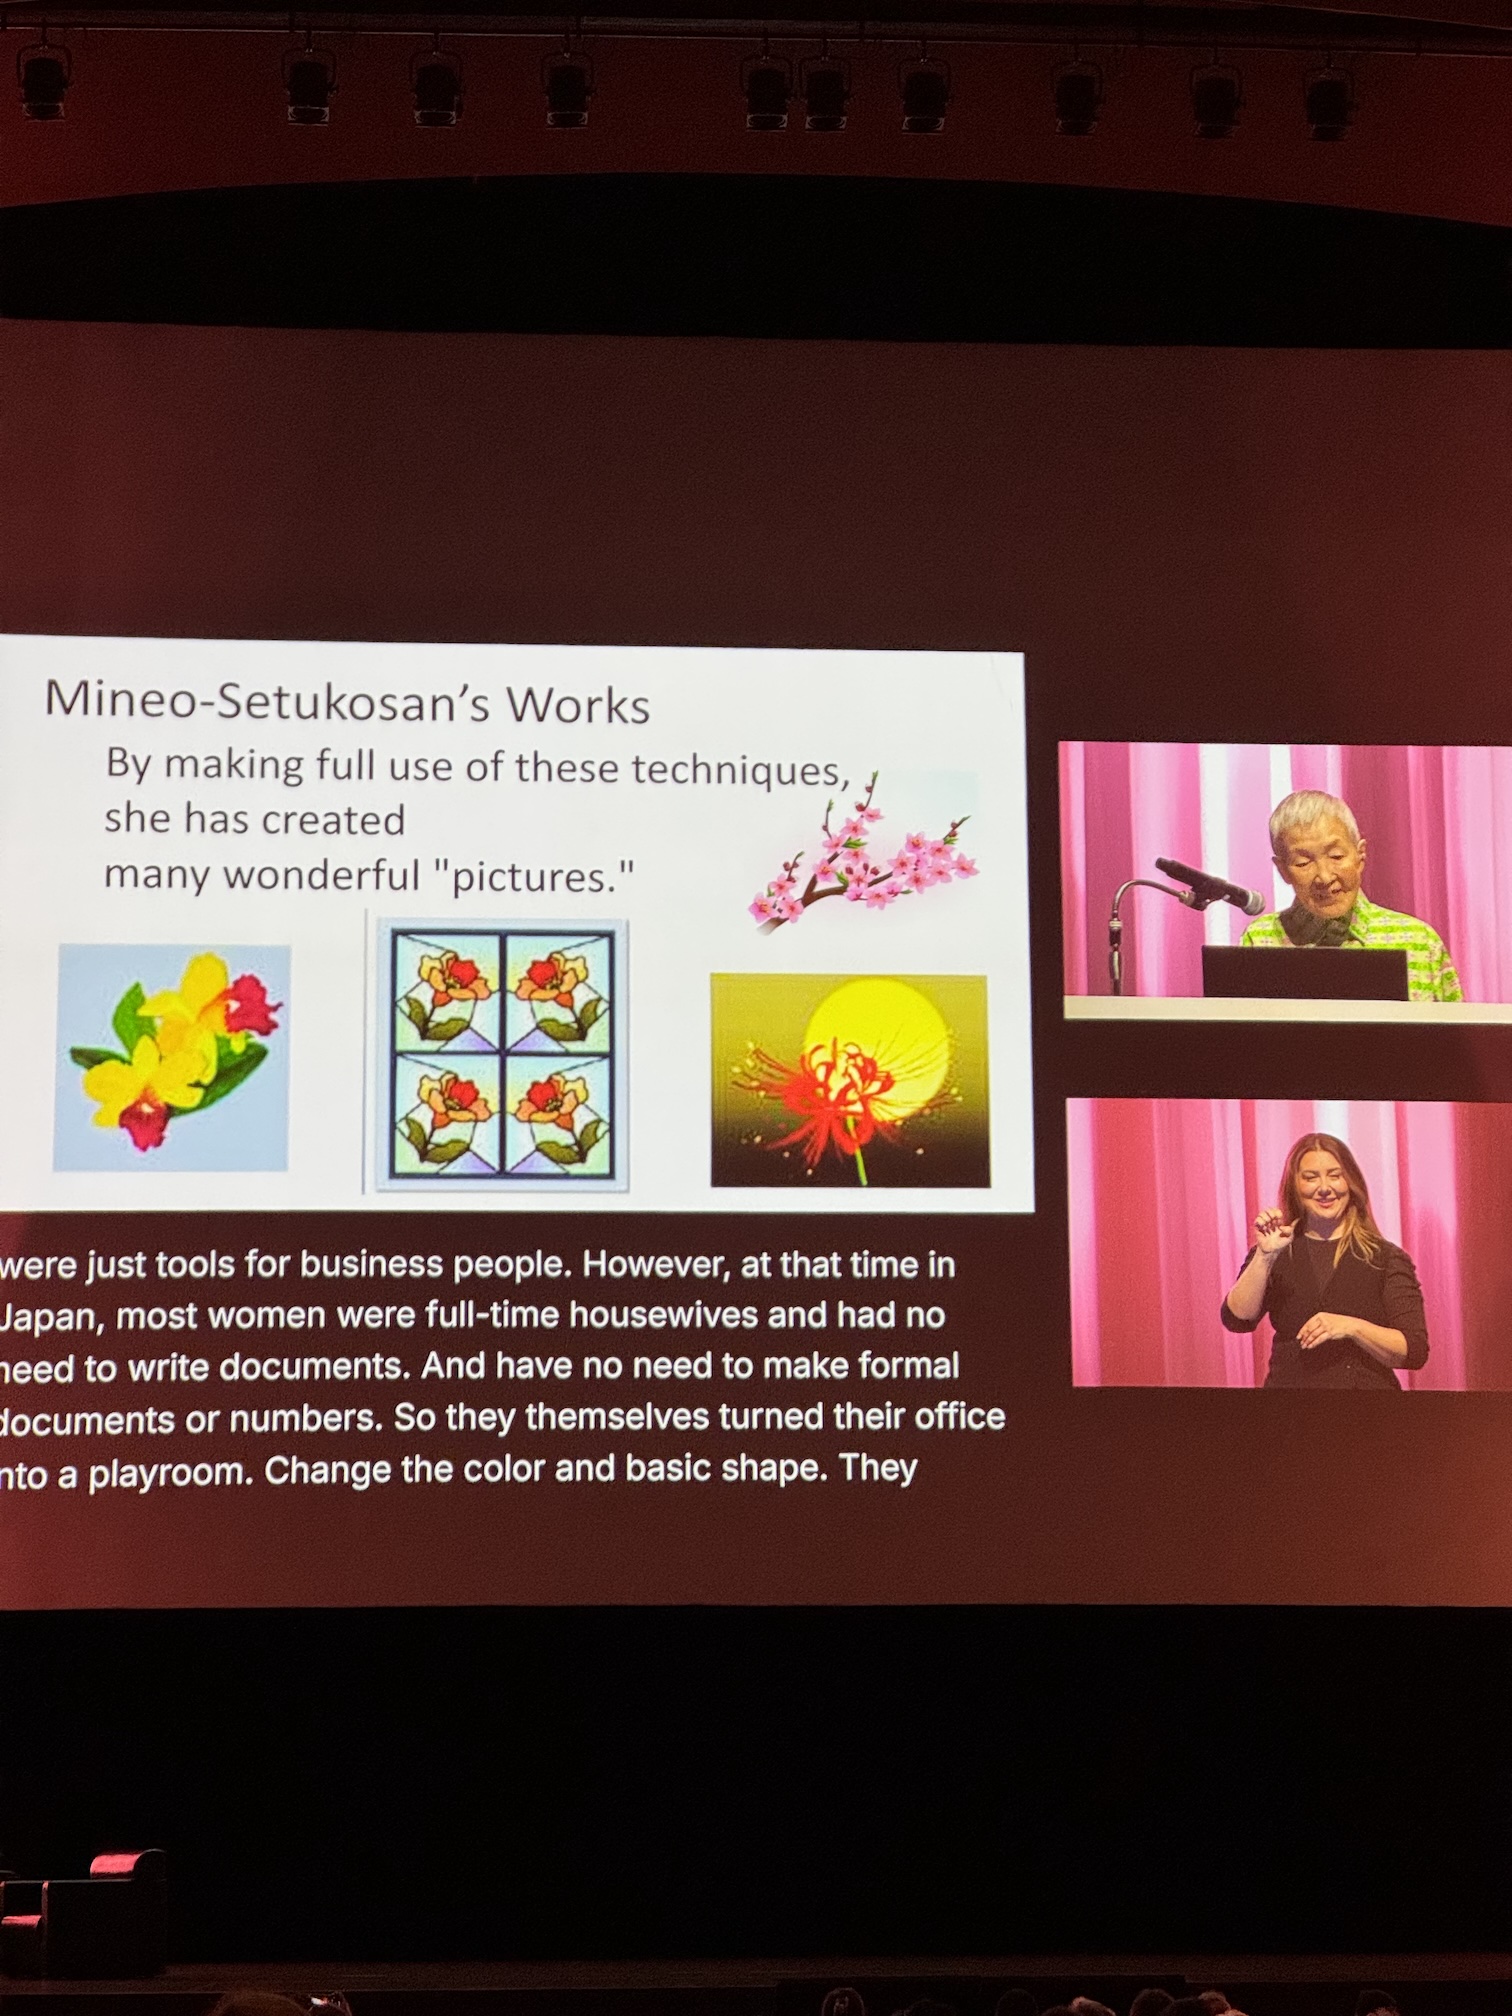 Mineo-Setukosan's Works
By making full use of these techniques,
she has created
many wonderful "pictures."
were just tools for business people. However, at that time in
Japan, most women were full-time housewives and had no
need to write documents. And have no need to make formal
documents or numbers. So they themselves turned their office
nto a playroom. Change the color and basic shape. They